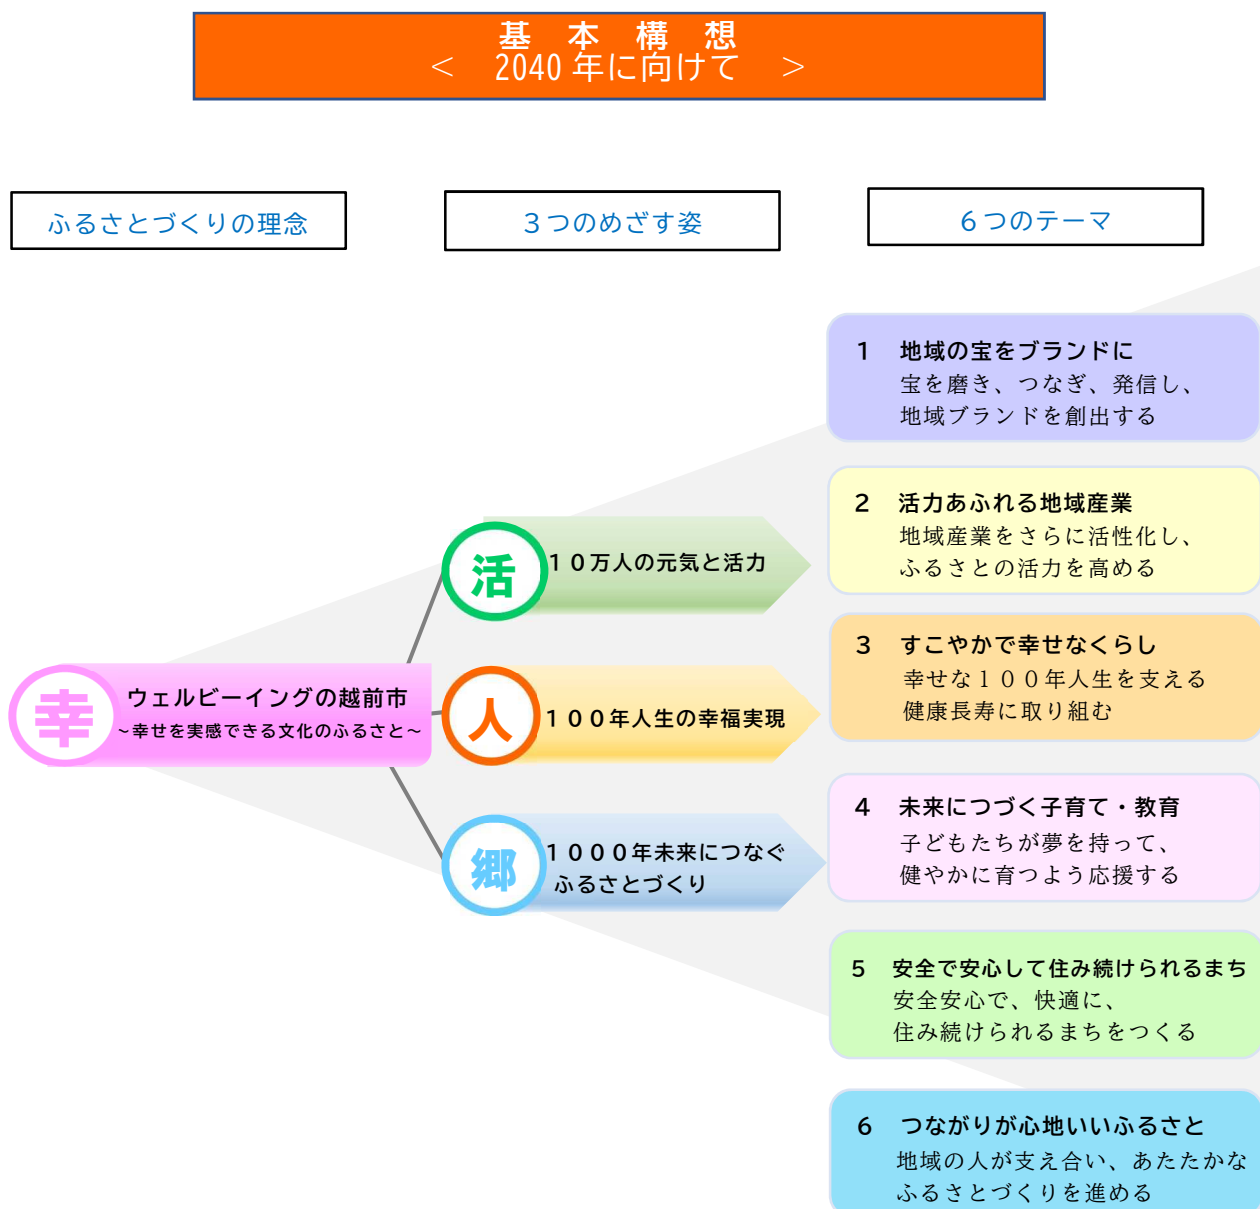 基本構想
＜ 2040年に向けて ＞
ふるさとづくりの理念
３つのめざす姿
６つのテーマ
幸
ウェルビーイングの越前市
~幸せを実感できる文化のふるさと~
活
１０万人の元気と活力
人
１００年人生の幸福実現
郷
１０００年未来につなぐ
ふるさとづくり
1 地域の宝をブランドに
宝を磨き、つなぎ、発信し、
地域ブランドを創出する
2 活力あふれる地域産業
地域産業をさらに活性化し、
ふるさとの活力を高める
3 すこやかで幸せなくらし
幸せな１００年人生を支える
健康長寿に取り組む
4 未来につづく子育て・教育
子どもたちが夢を持って、
健やかに育つよう応援する
5 安全で安心して住み続けられるまち
安全安心で、快適に、
住み続けられるまちをつくる
6 つながりが心地いいふるさと
地域の人が支え合い、あたたかな
ふるさとづくりを進める